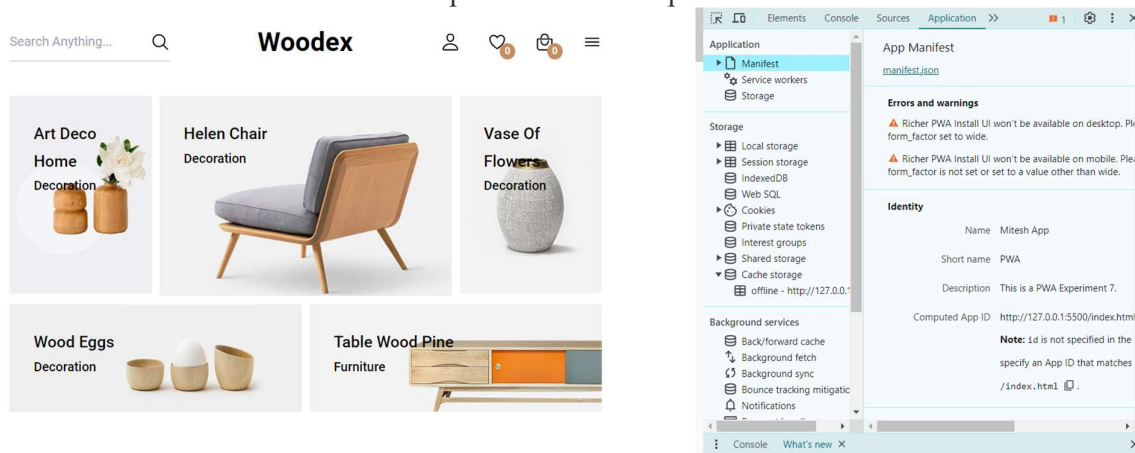 Search Anything...
Woodex
0
0
Art Deco
Home
Decoration
Helen Chair
Decoration
Vase Of
Flowers
Decoration
Wood Eggs
Decoration
Table Wood Pine
Furniture
Elements Console Sources Application 1
Application
Manifest
Service workers
Storage
Storage
Local storage
Session storage
IndexedDB
Web SQL
Cookies
Private state tokens
Interest groups
Shared storage
Cache storage
offline - http://127.0.0.1
Background services
Back/forward cache
Background fetch
Background sync
Bounce tracking mitigatio
Notifications
App Manifest
manifest.json
Errors and warnings
Richer PWA Install UI won't be available on desktop. Ple
form_factor set to wide.
Richer PWA Install UI won't be available on mobile. Plea
form_factor is not set or set to a value other than wide.
Identity
Name Mitesh App
Short name PWA
Description This is a PWA Experiment 7.
Computed App ID http://127.0.0.1:5500/index.html
Note: id is not specified in the
specify an App ID that matches
/index.html .
Console What's new